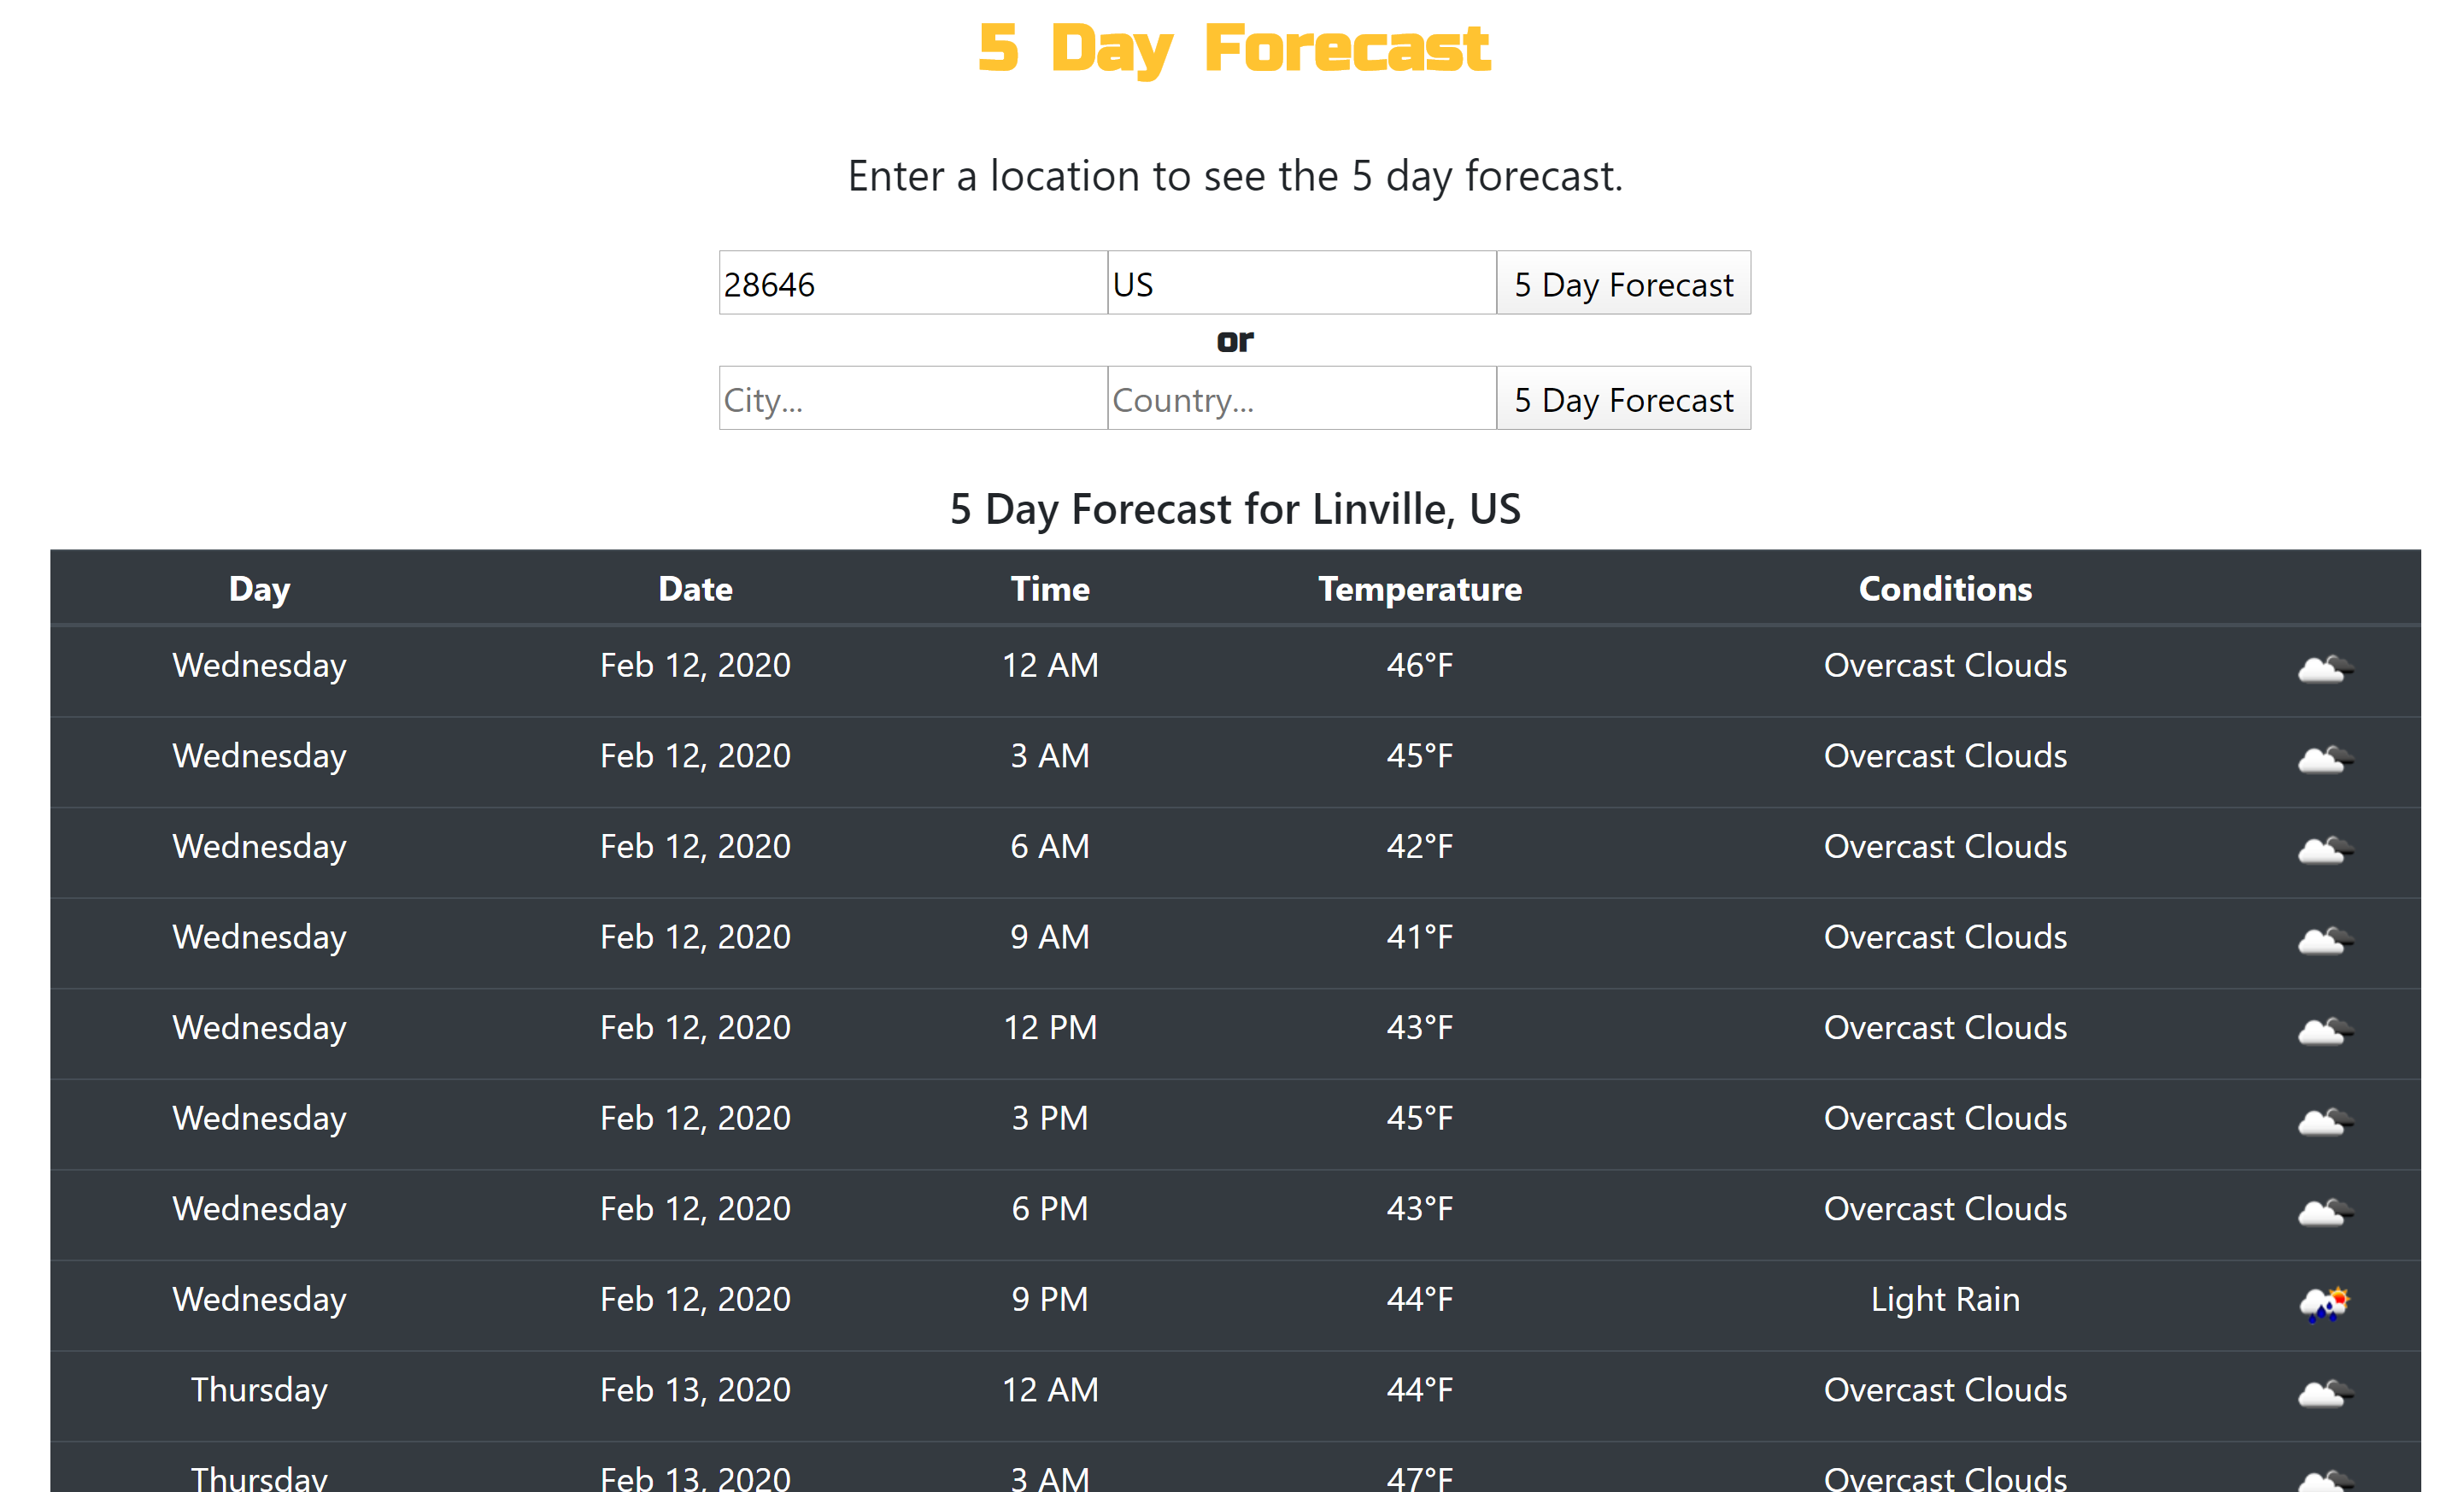 5 Day Forecast
Enter a location to see the 5 day forecast.
28646 US 5 Day Forecast
or
City... Country... 5 Day Forecast
5 Day Forecast for Linville, US
Day Date Time Temperature Conditions
Wednesday Feb 12, 2020 12 AM 46°F Overcast Clouds
Wednesday Feb 12, 2020 3 AM 45°F Overcast Clouds
Wednesday Feb 12, 2020 6 AM 42°F Overcast Clouds
Wednesday Feb 12, 2020 9 AM 41°F Overcast Clouds
Wednesday Feb 12, 2020 12 PM 43°F Overcast Clouds
Wednesday Feb 12, 2020 3 PM 45°F Overcast Clouds
Wednesday Feb 12, 2020 6 PM 43°F Overcast Clouds
Wednesday Feb 12, 2020 9 PM 44°F Light Rain
Thursday Feb 13, 2020 12 AM 44°F Overcast Clouds
Thursday Feb 13, 2020 3 AM 47°F Overcast Clouds